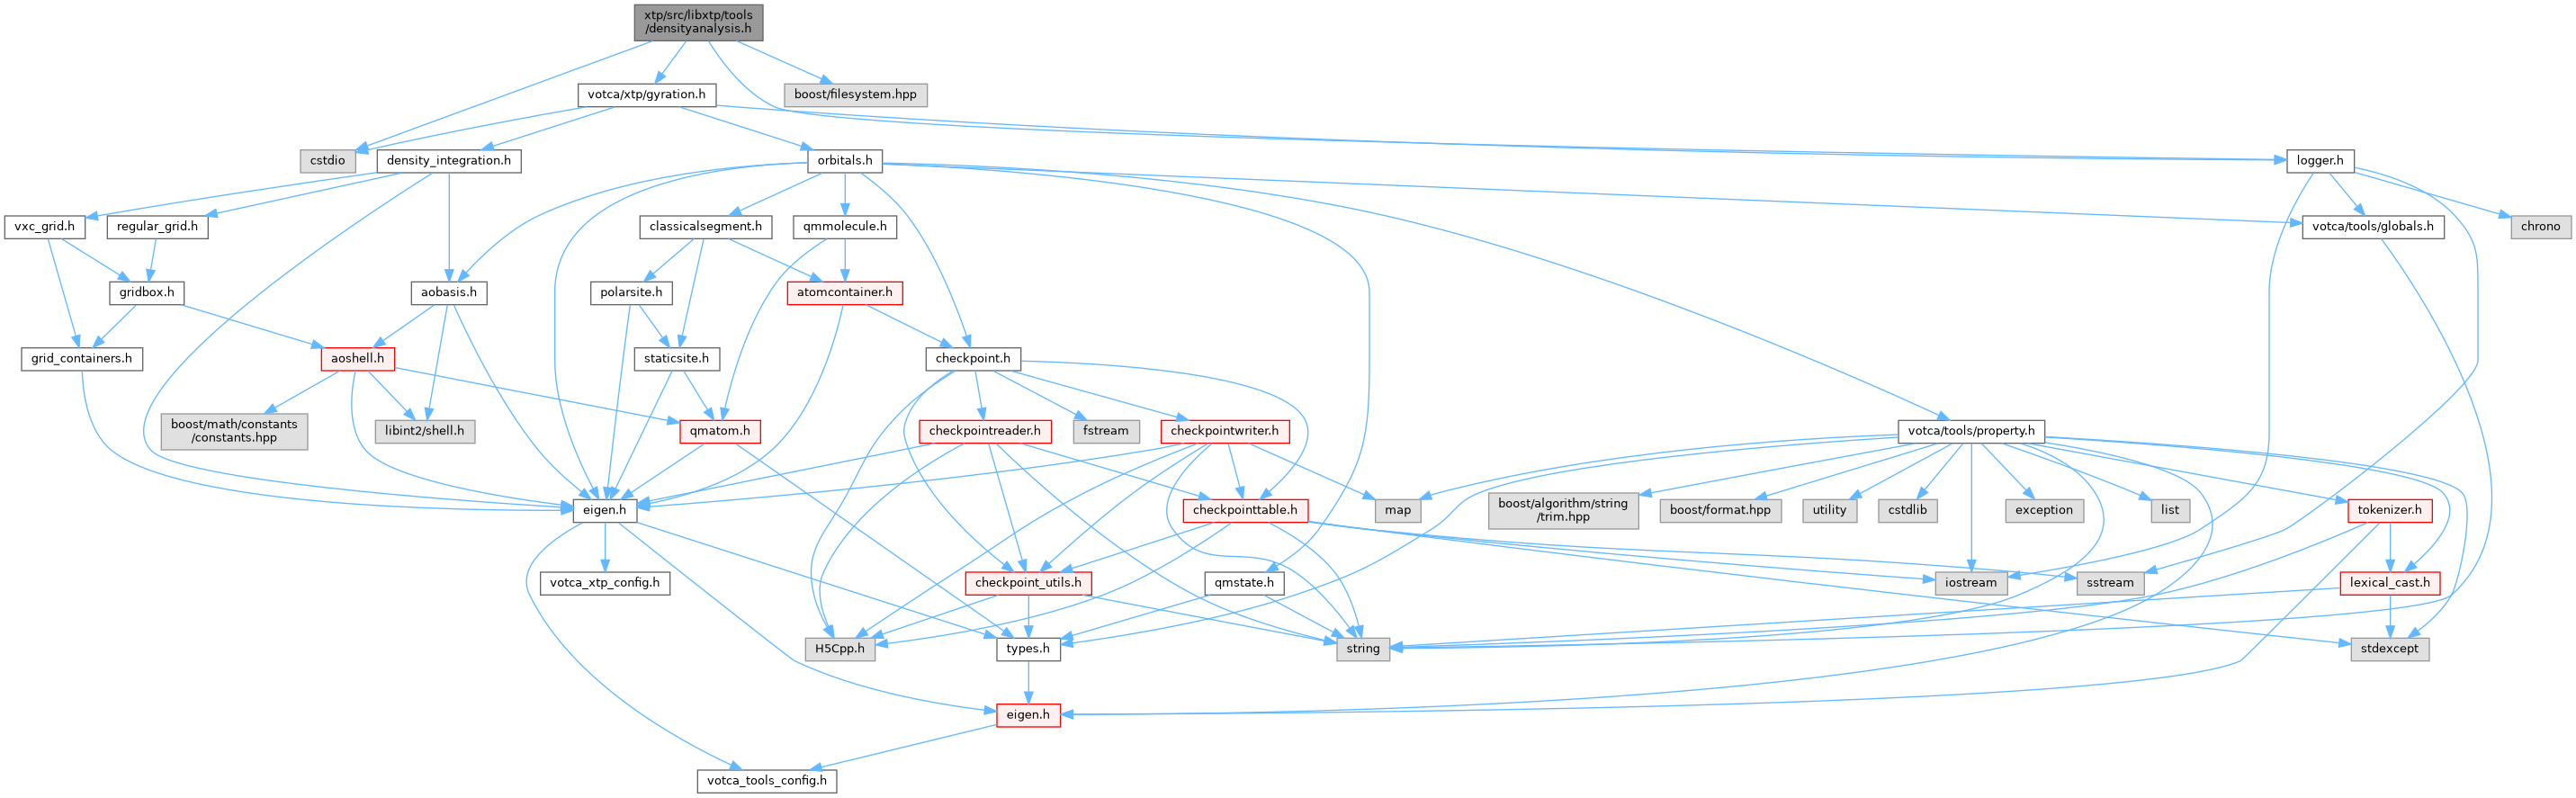 xtp/src/libxtp/tools
/densityanalysis.h
votca/xtp/gyration.h
boost/filesystem.hpp
cstdio
density_integration.h
orbitals.h
logger.h
vxc_grid.h
regular_grid.h
classicalsegment.h
qmmolecule.h
votca/tools/globals.h
chrono
gridbox.h
aobasis.h
polarsite.h
atomcontainer.h
grid_containers.h
aoshell.h
staticsite.h
checkpoint.h
boost/math/constants
/constants.hpp
libint2/shell.h
qmatom.h
checkpointreader.h
fstream
checkpointwriter.h
votca/tools/property.h
eigen.h
checkpointtable.h
map
boost/algorithm/string
/trim.hpp
boost/format.hpp
utility
cstdlib
exception
list
tokenizer.h
votca_xtp_config.h
checkpoint_utils.h
qmstate.h
iostream
sstream
lexical_cast.h
H5Cpp.h
types.h
string
stdexcept
eigen.h
votca_tools_config.h